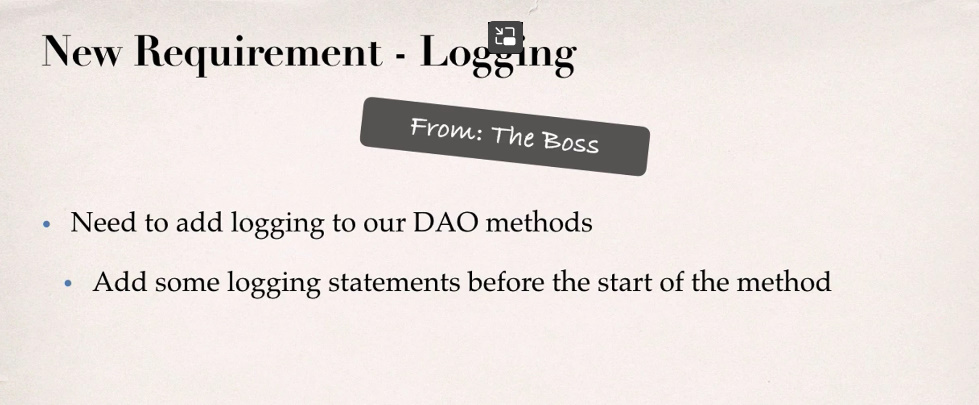 New Requirement - Logging
From: The Boss
• Need to add logging to our DAO methods
• Add some logging statements before the start of the method